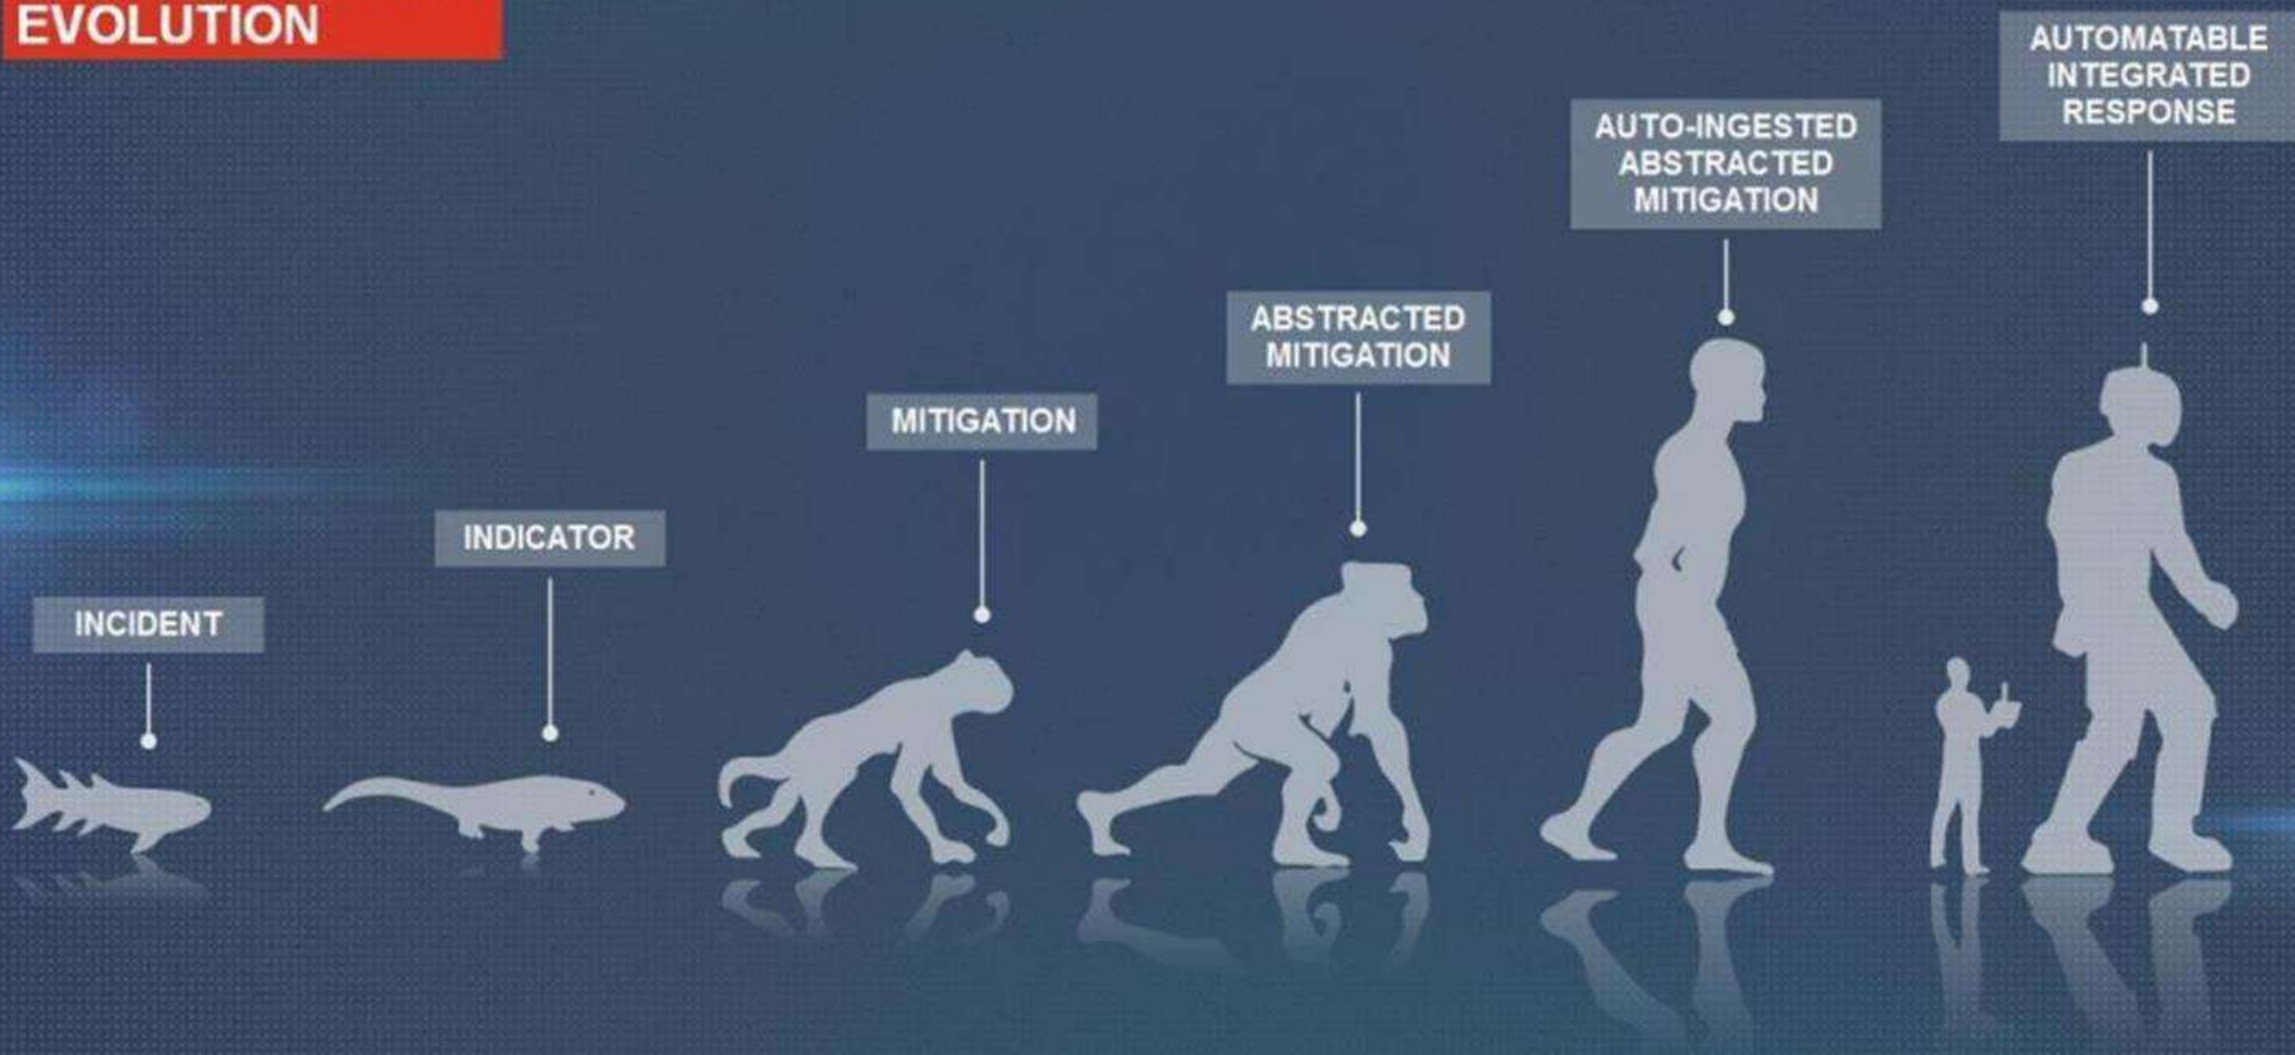 EVOLUTION
INCIDENT
INDICATOR
MITIGATION
ABSTRACTED
MITIGATION
AUTO-INGESTED
ABSTRACTED
MITIGATION
AUTOMATABLE
INTEGRATED
RESPONSE